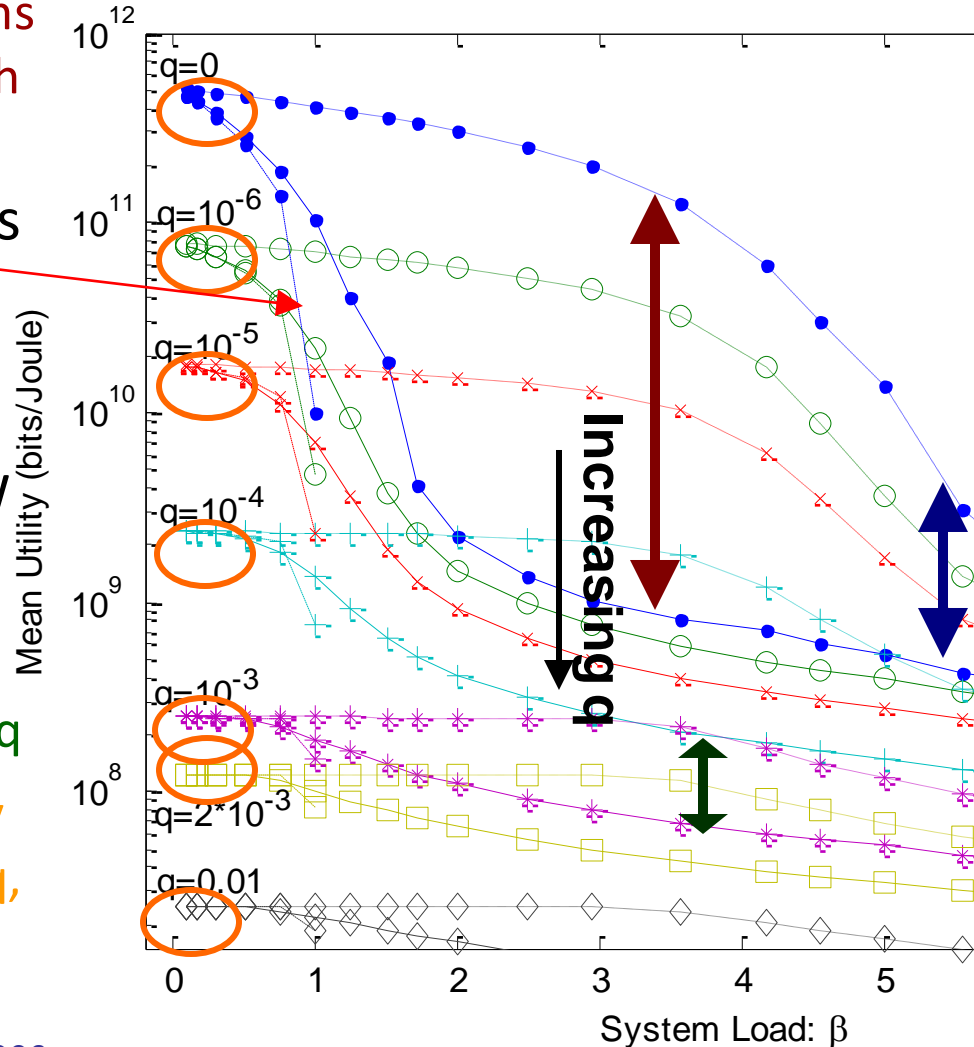 ns
h
s
y
q
,
q,
10^12
10^11
10^10
10^9
10^8
Mean Utility (bits/Joule)
q=0
q=10^-6
q=10^-5
q=10^-4
q=10^-3
q=2*10^-3
q=0.01
Increasing q
0 1 2 3 4 5
System Load: β